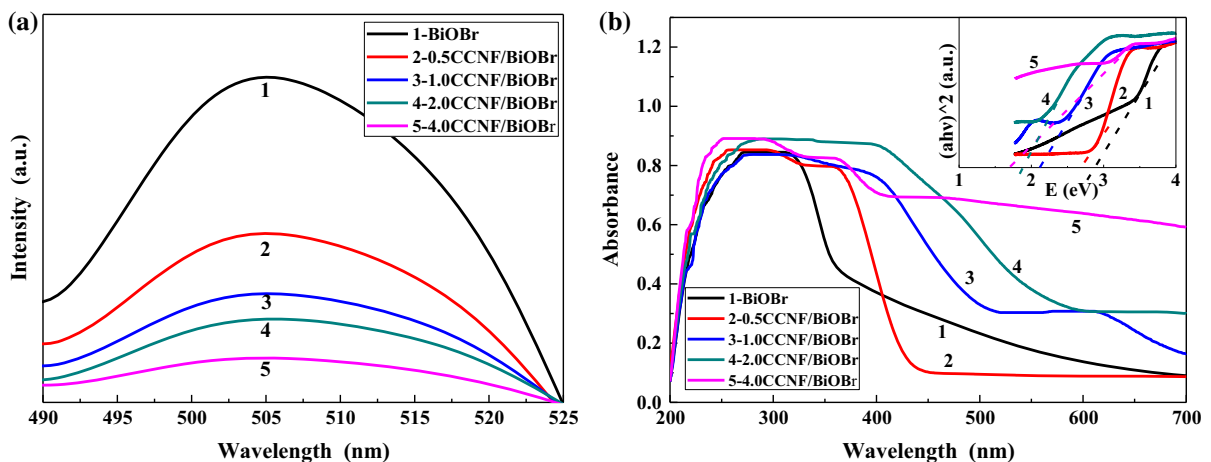 (a)
1-BiOBr
2-0.5CCNF/BiOBr
3-1.0CCNF/BiOBr
4-2.0CCNF/BiOBr
5-4.0CCNF/BiOBr
1
2
3
4
5
Intensity (a.u.)
490 495 500 505 510 515 520 525
Wavelength (nm)
(b)
1.2
1.0
0.8
0.6
0.4
0.2
0.0
Absorbance
(ahν)^2 (a.u.)
5
4
3
2
1
1 2 3 4
E (eV)
5
4
3
1
2
1-BiOBr
2-0.5CCNF/BiOBr
3-1.0CCNF/BiOBr
4-2.0CCNF/BiOBr
5-4.0CCNF/BiOBr
200 300 400 500 600 700
Wavelength (nm)